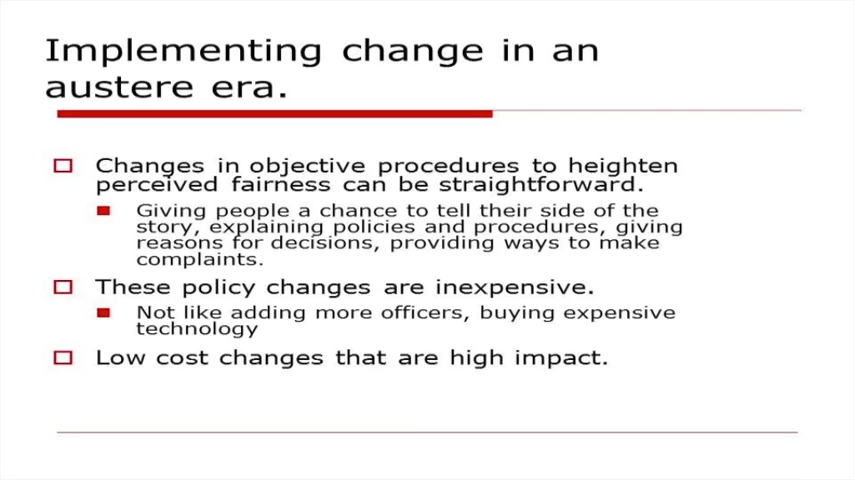 Implementing change in an
austere era.
Changes in objective procedures to heighten
perceived fairness can be straightforward.
Giving people a chance to tell their side of the
story, explaining policies and procedures, giving
reasons for decisions, providing ways to make
complaints.
These policy changes are inexpensive.
Not like adding more officers, buying expensive
technology
Low cost changes that are high impact.